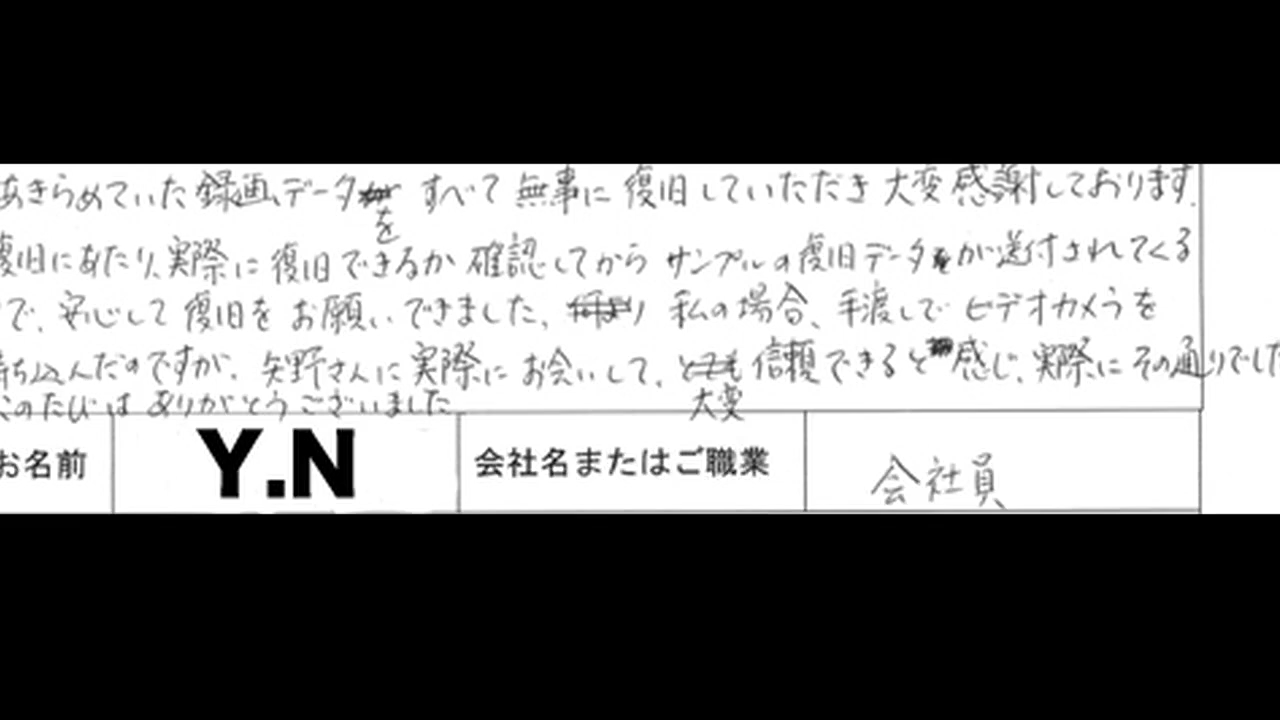 あきらめていた録画データを すべて 無事に 復旧していただき 大変感謝しております。
復旧にあたり、実際に復旧できるか 確認してから サンプルの復旧データが送付されてくる
で、安心して 復旧を お願いできました。 私の場合、手渡しで ビデオカメラを
持ち込んだのですが、矢野さんに実際にお会いして、大変 信頼できると感じ、実際にその通りでした
このたびは ありがとうございました
お名前 Y.N 会社名またはご職業 会社員